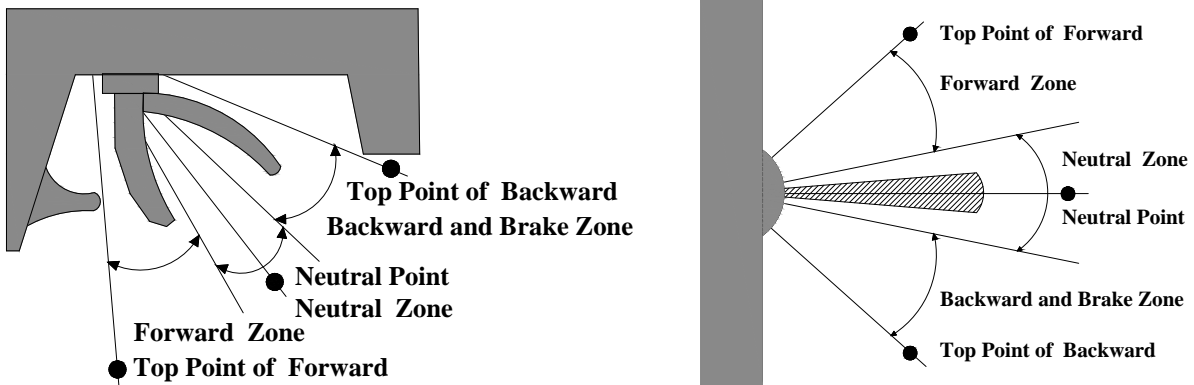 Top Point of Backward
Backward and Brake Zone
Neutral Point
Neutral Zone
Forward Zone
Top Point of Forward
Top Point of Forward
Forward Zone
Neutral Zone
Neutral Point
Backward and Brake Zone
Top Point of Backward